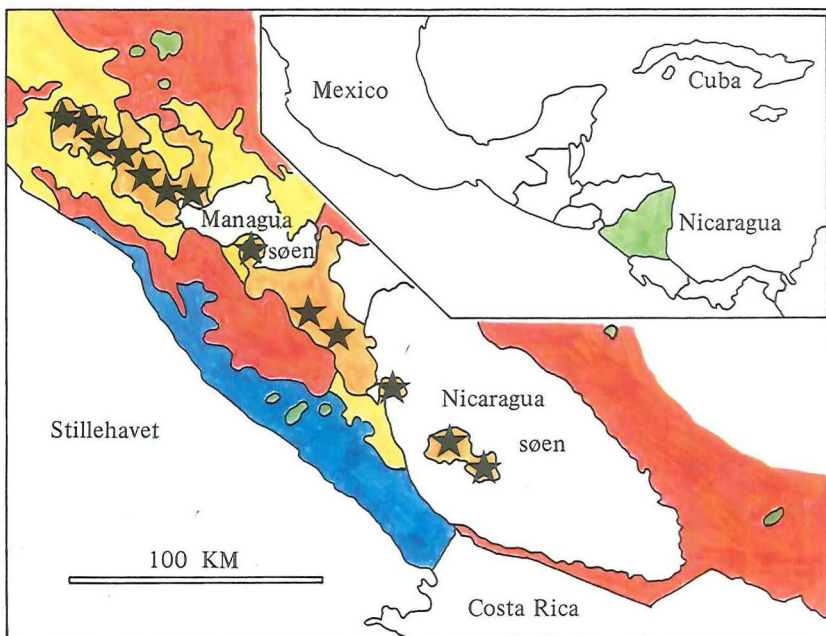 Mexico
Cuba
Nicaragua
Managua
søen
Nicaragua
søen
Stillehavet
100 KM
Costa Rica